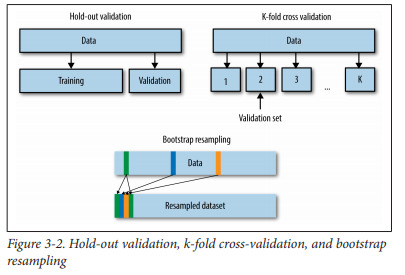 Hold-out validation
Data
Training
Validation
K-fold cross validation
Data
1
2
3
...
K
Validation set
Bootstrap resampling
Data
Resampled dataset
Figure 3-2. Hold-out validation, k-fold cross-validation, and bootstrap
resampling